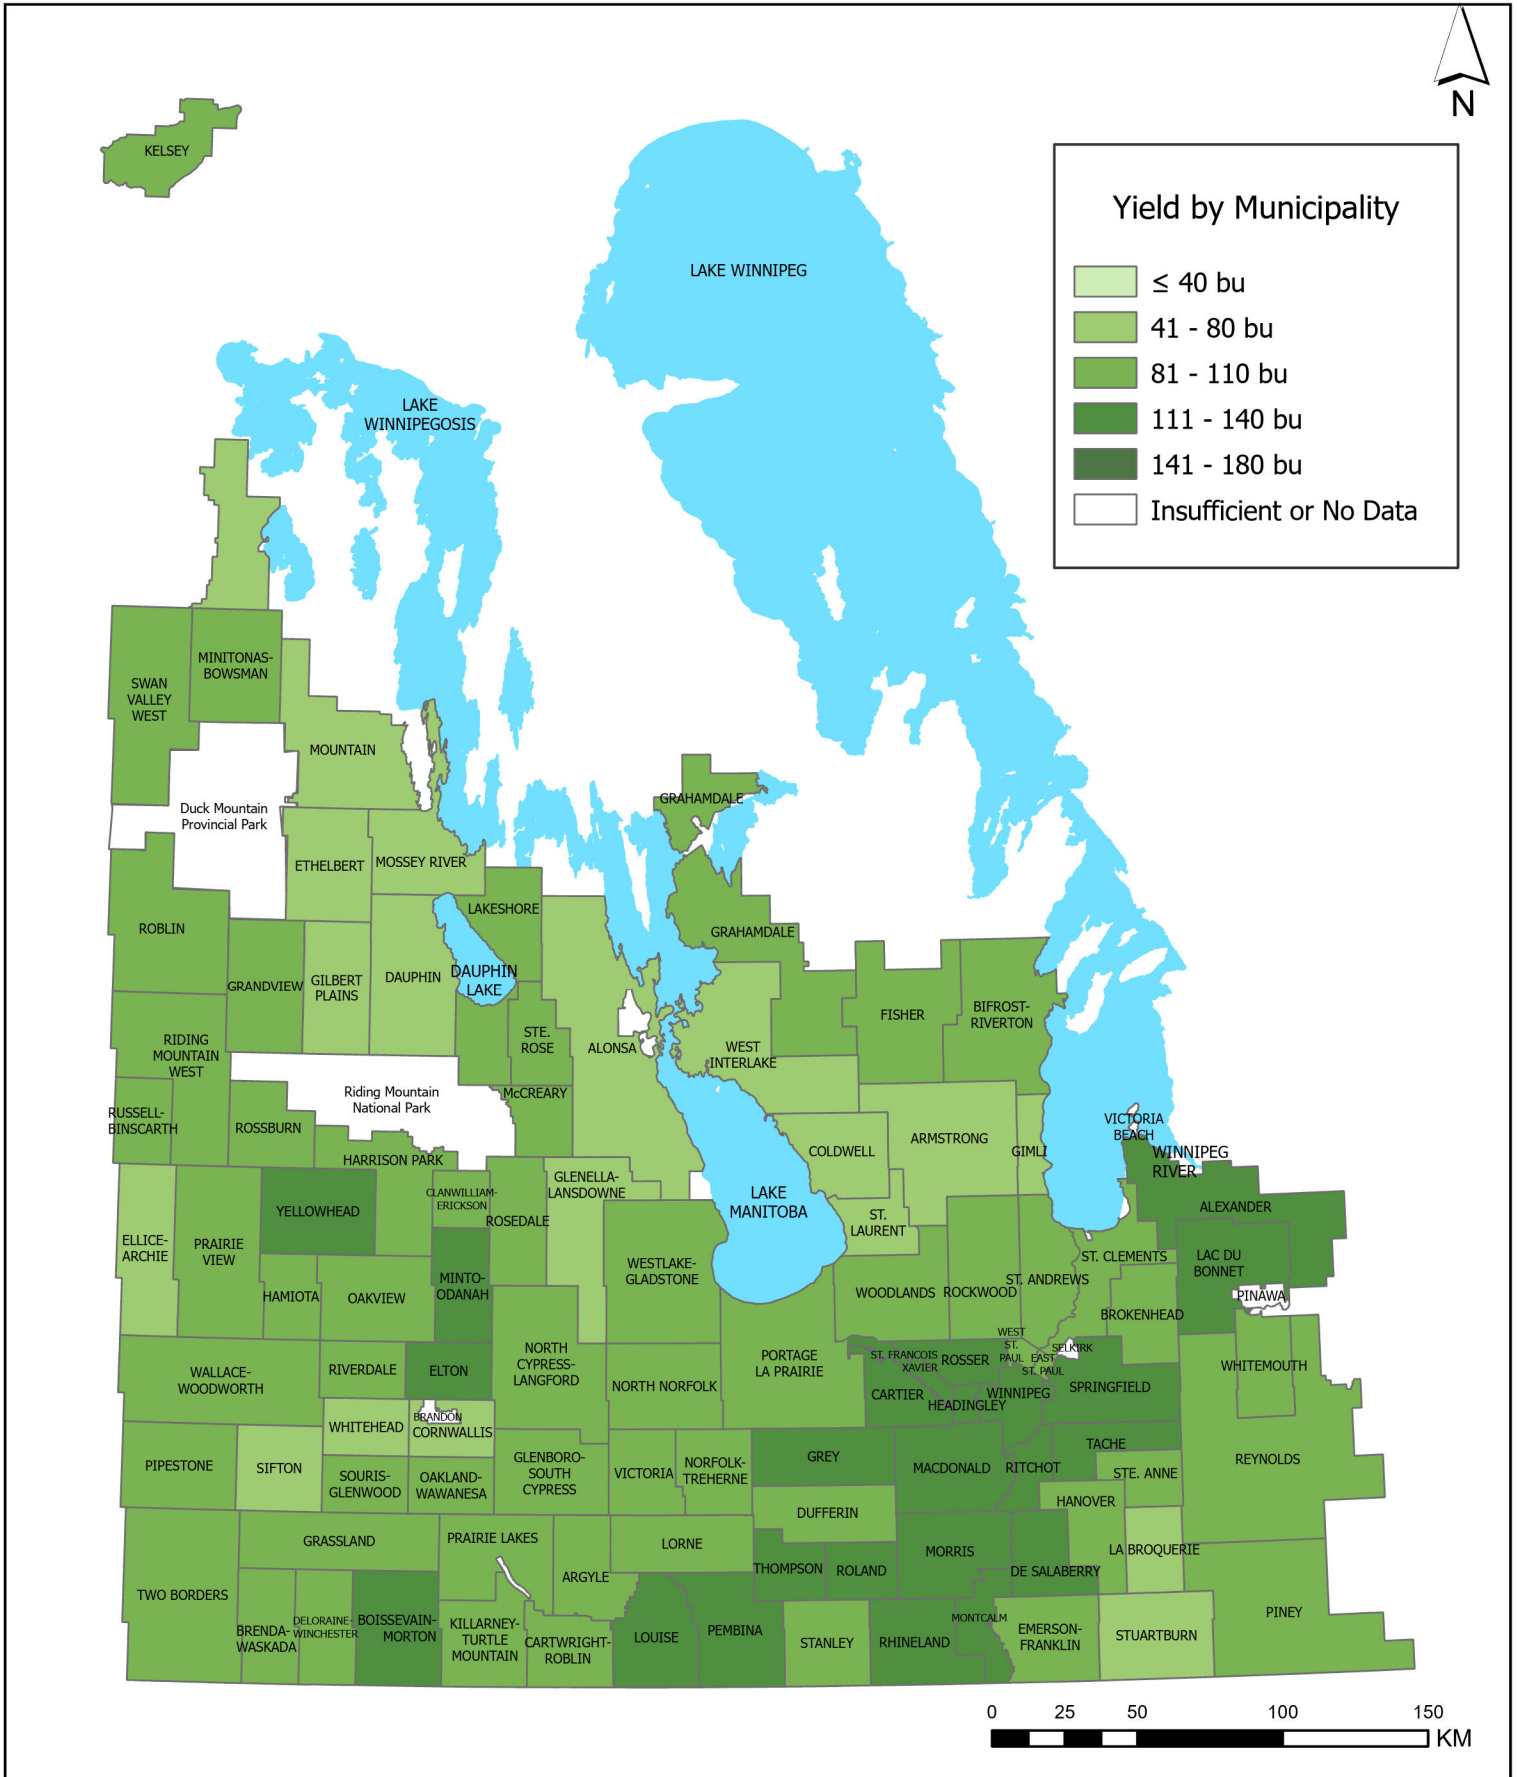 N
KELSEY
Yield by Municipality
≤ 40 bu
41 - 80 bu
81 - 110 bu
111 - 140 bu
141 - 180 bu
Insufficient or No Data
LAKE WINNIPEG
LAKE
WINNIPEGOSIS
MINITONAS-
BOWSMAN
SWAN
VALLEY
WEST
MOUNTAIN
Duck Mountain
Provincial Park
GRAHAMDALE
ETHELBERT
MOSSEY RIVER
LAKESHORE
ROBLIN
GRAHAMDALE
GRANDVIEW
GILBERT
PLAINS
DAUPHIN
DAUPHIN
LAKE
FISHER
BIFROST-
RIVERTON
RIDING
MOUNTAIN
WEST
STE.
ROSE
ALONSA
WEST
INTERLAKE
Riding Mountain
National Park
McCREARY
RUSSELL-
BINSCARTH
ROSSBURN
HARRISON PARK
COLDWELL
ARMSTRONG
GIMLI
VICTORIA
BEACH
WINNIPEG
RIVER
GLENELLA-
LANSDOWNE
CLANWILLIAM-
ERICKSON
ROSEDALE
YELLOWHEAD
LAKE
MANITOBA
ST.
LAURENT
ALEXANDER
ELLICE-
ARCHIE
PRAIRIE
VIEW
WESTLAKE-
GLADSTONE
ST. CLEMENTS
LAC DU
BONNET
MINTO-
ODANAH
HAMIOTA
OAKVIEW
WOODLANDS
ROCKWOOD
ST. ANDREWS
PINAWA
BROKENHEAD
WALLACE-
WOODWORTH
RIVERDALE
ELTON
NORTH
CYPRESS-
LANGFORD
NORTH NORFOLK
PORTAGE
LA PRAIRIE
ST. FRANCOIS
XAVIER
ROSSER
WEST
ST.
PAUL
EAST
ST. PAUL
SELKIRK
WHITEMOUTH
CARTIER
HEADINGLEY
WINNIPEG
SPRINGFIELD
WHITEHEAD
BRANDON
CORNWALLIS
PIPESTONE
SIFTON
SOURIS-
GLENWOOD
OAKLAND-
WAWANESA
GLENBORO-
SOUTH
CYPRESS
VICTORIA
NORFOLK-
TREHERNE
GREY
MACDONALD
RITCHOT
TACHE
STE. ANNE
REYNOLDS
HANOVER
DUFFERIN
GRASSLAND
PRAIRIE LAKES
LORNE
MORRIS
LA BROQUERIE
TWO BORDERS
ARGYLE
THOMPSON
ROLAND
DE SALABERRY
BRENDA-
WASKADA
DELORAINE-
WINCHESTER
BOISSEVAIN-
MORTON
KILLARNEY-
TURTLE
MOUNTAIN
CARTWRIGHT-
ROBLIN
LOUISE
PEMBINA
STANLEY
RHINELAND
MONTCALM
EMERSON-
FRANKLIN
STUARTBURN
PINEY
0 25 50 100 150
KM